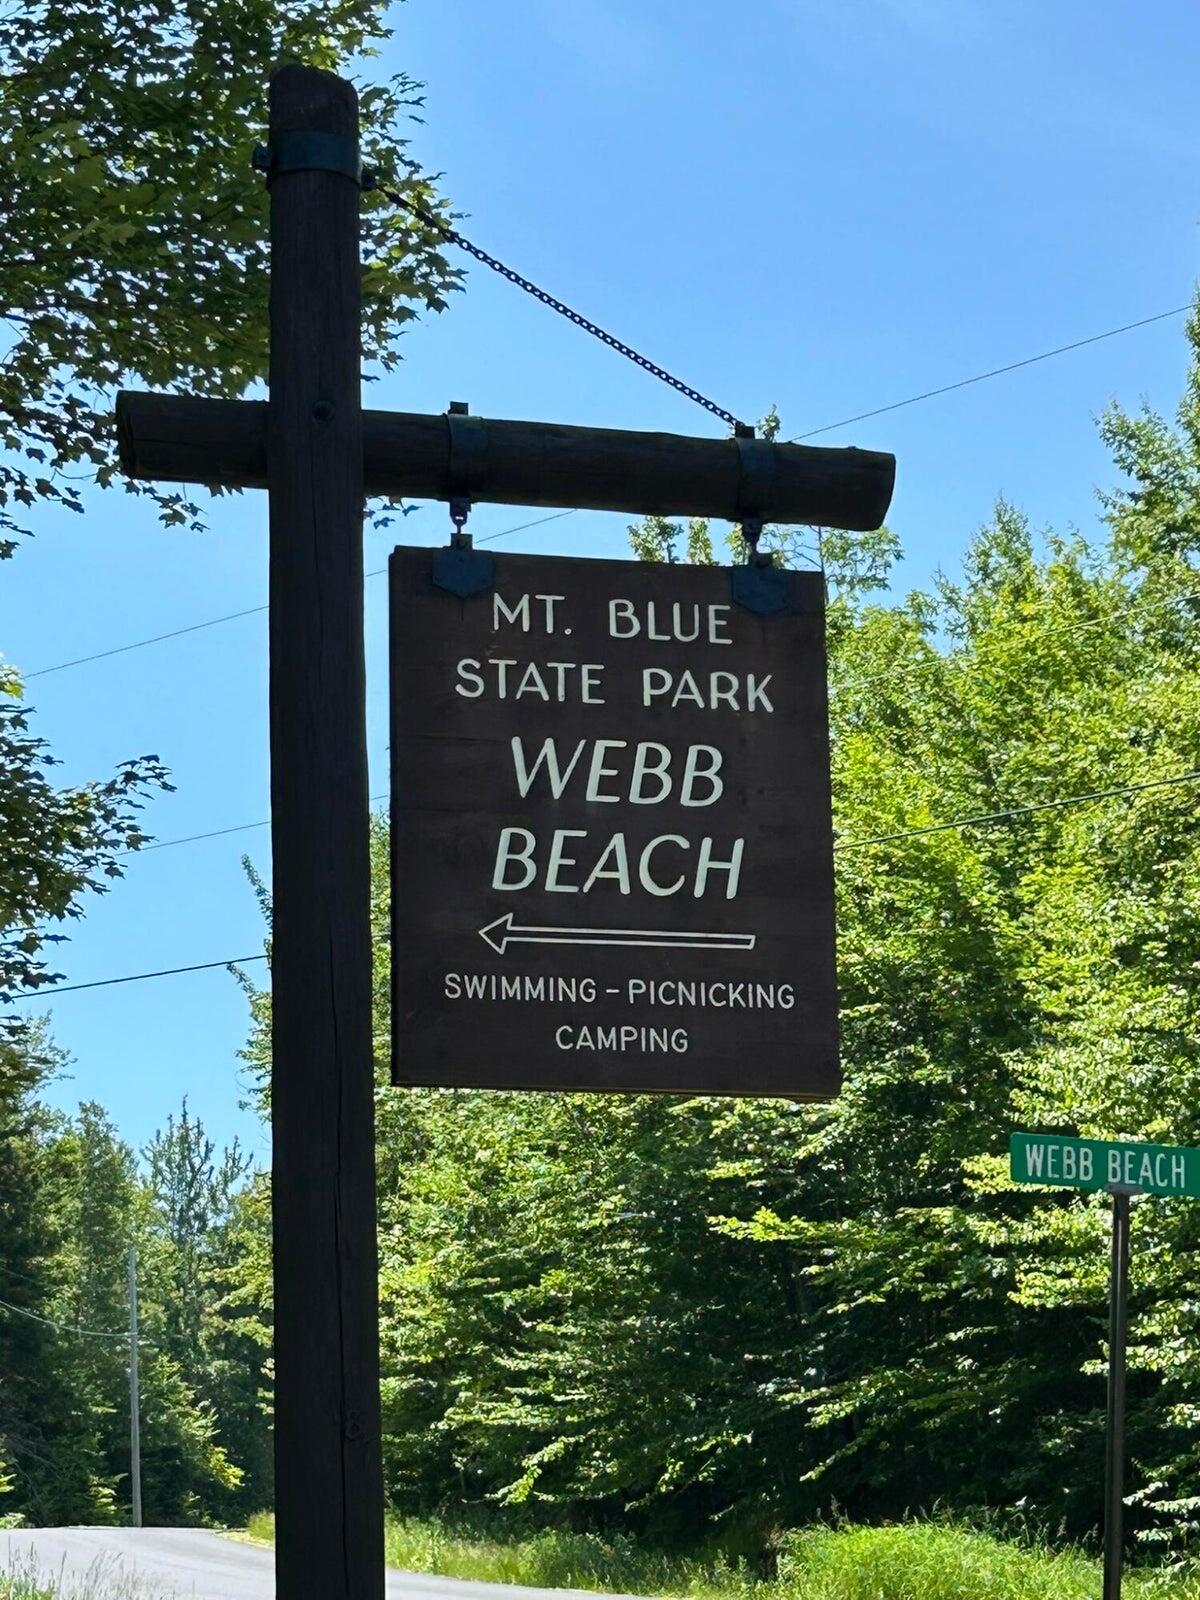 MT. BLUE
STATE PARK
WEBB
BEACH
SWIMMING - PICNICKING
CAMPING
WEBB BEACH